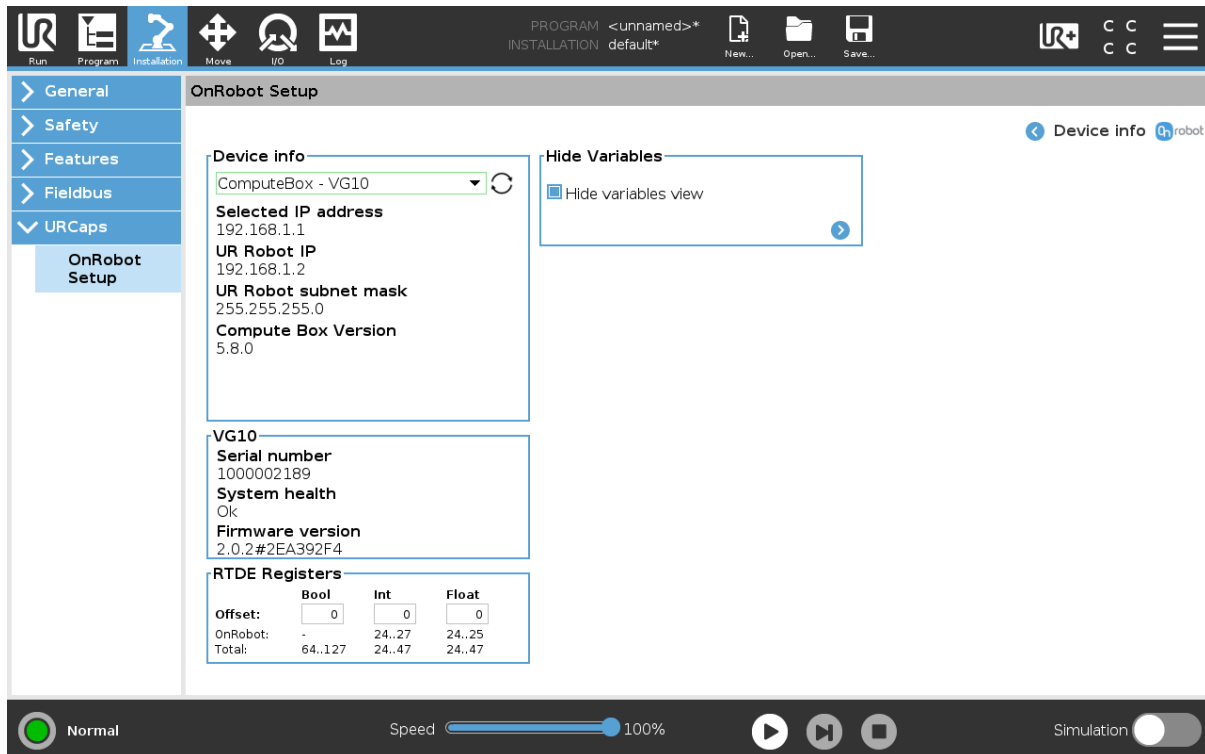 UR
PROGRAM <unnamed>*
INSTALLATION default*
UR+
C C
C C
Run Program Installation Move I/O Log New... Open... Save...
General
OnRobot Setup
Safety
Device info On robot
Features
Fieldbus
URCaps
OnRobot
Setup
Device info
ComputeBox - VG10
Selected IP address
192.168.1.1
UR Robot IP
192.168.1.2
UR Robot subnet mask
255.255.255.0
Compute Box Version
5.8.0
Hide Variables
Hide variables view
VG10
Serial number
1000002189
System health
Ok
Firmware version
2.0.2#2EA392F4
RTDE Registers
Bool Int Float
Offset: 0 0 0
OnRobot: - 24..27 24..25
Total: 64..127 24..47 24..47
Normal Speed 100% Simulation